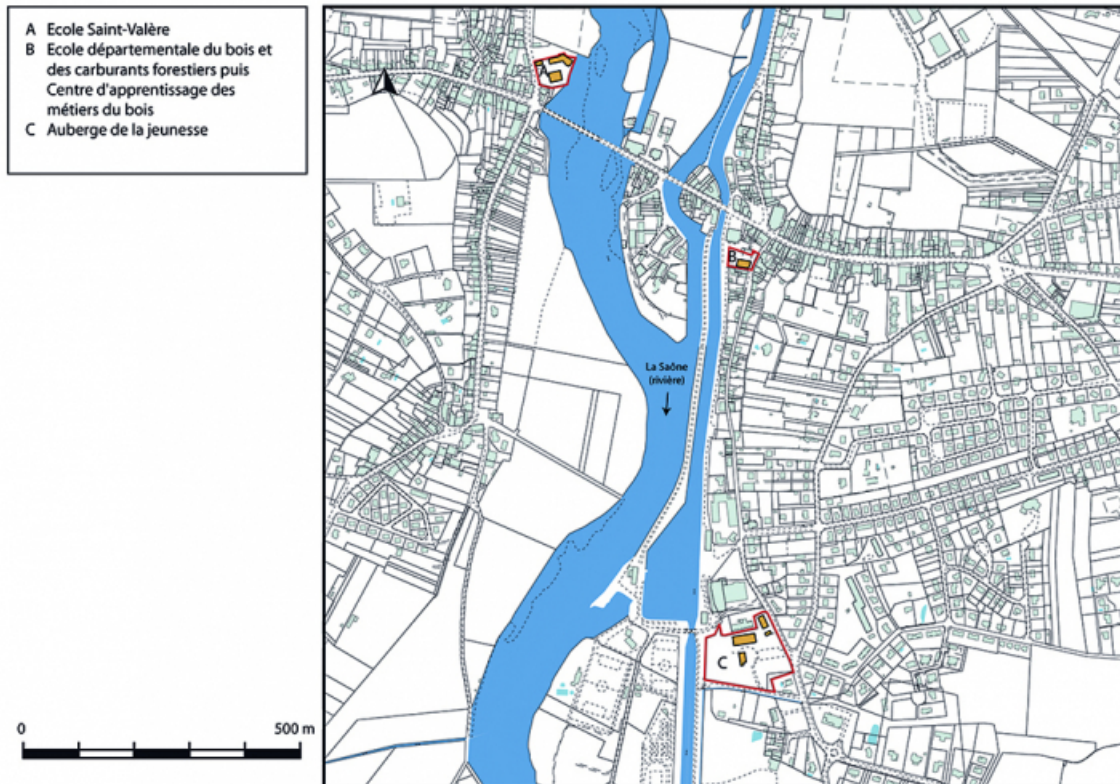 A Ecole Saint-Valère
B Ecole départementale du bois et
des carburants forestiers puis
Centre d'apprentissage des
métiers du bois
C Auberge de la jeunesse
A
B
La Saône
(rivière)
C
0 500 m